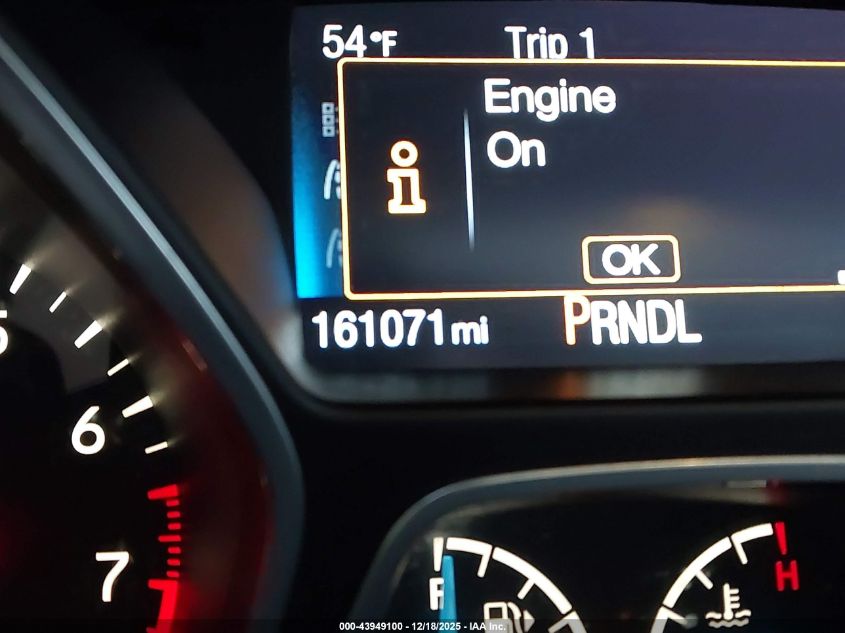 54°F Trip 1
Engine
On
i
OK
161071 mi PRNDL
5
6
7
F
H
000-43949100 - 12/18/2025 - IAA Inc.